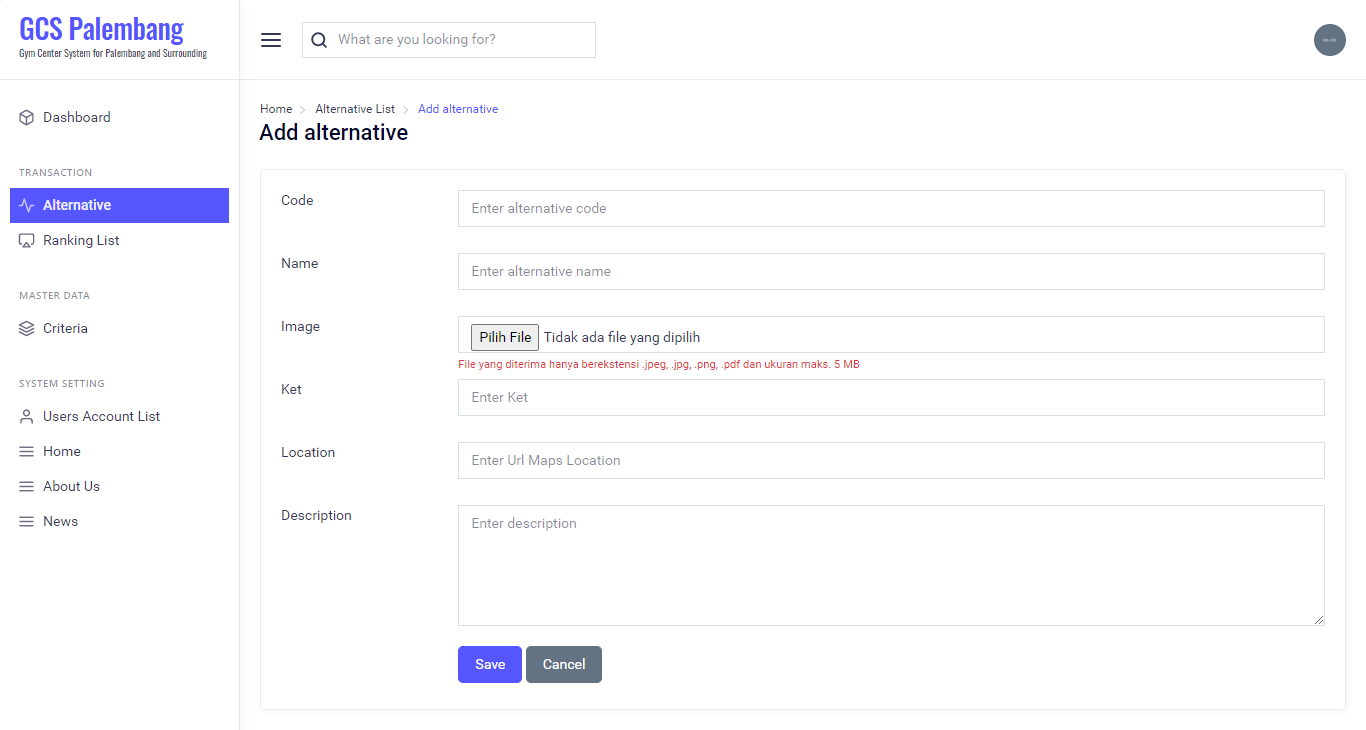 GCS Palembang
Gym Center System for Palembang and Surrounding
What are you looking for?
Dashboard
TRANSACTION
Alternative
Ranking List
MASTER DATA
Criteria
SYSTEM SETTING
Users Account List
Home
About Us
News
Home > Alternative List > Add alternative
Add alternative
Code
Enter alternative code
Name
Enter alternative name
Image
Pilih File Tidak ada file yang dipilih
File yang diterima hanya berekstensi .jpeg, .jpg, .png, .pdf dan ukuran maks. 5 MB
Ket
Enter Ket
Location
Enter Url Maps Location
Description
Enter description
Save Cancel